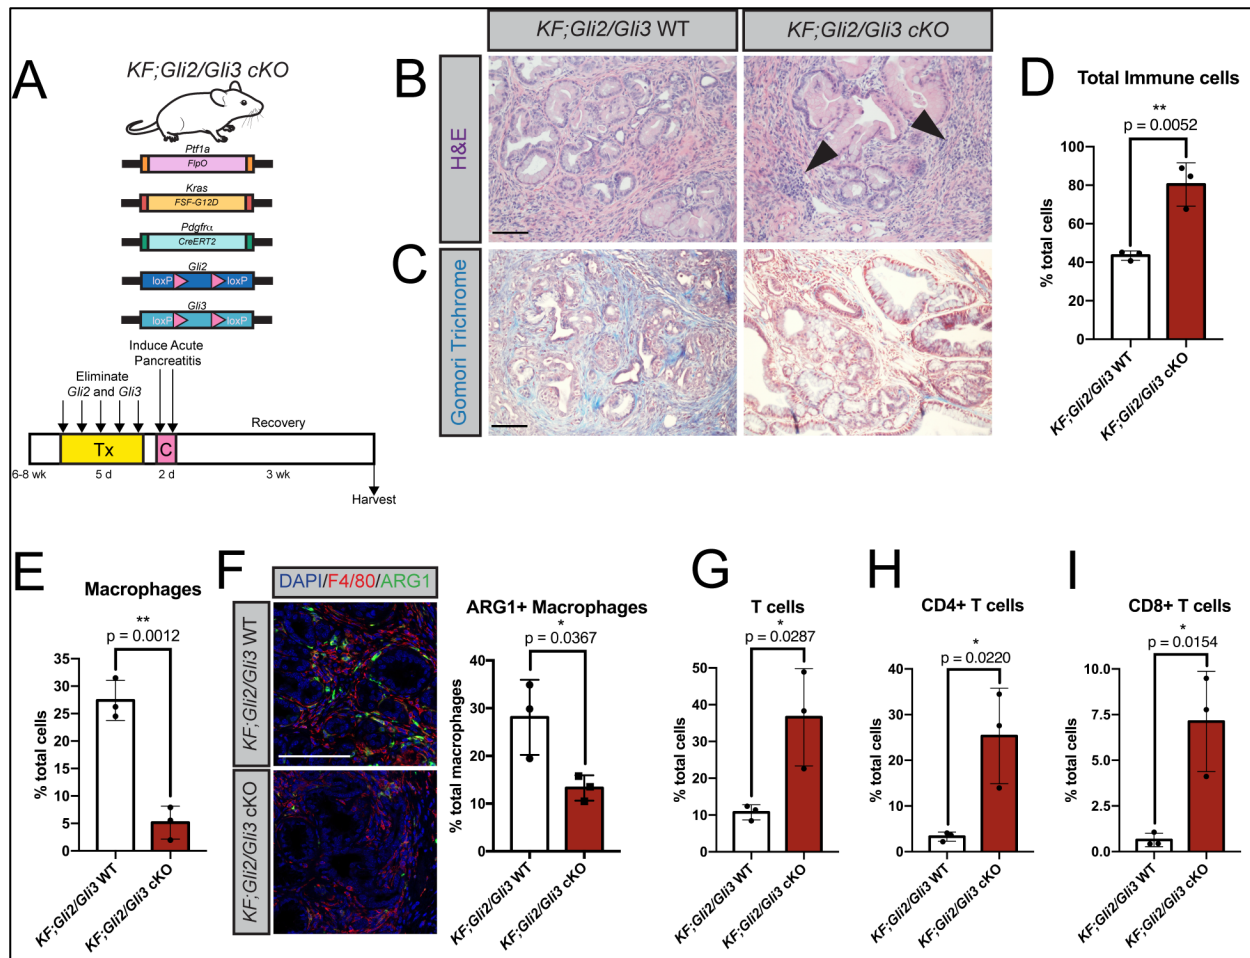 KF;Gli2/Gli3 WT
KF;Gli2/Gli3 cKO
A
KF;Gli2/Gli3 cKO
Ptf1a
FlpO
Kras
FSF-G12D
Pdgfrα
CreERT2
Gli2
loxP loxP
Gli3
loxP loxP
Induce Acute
Pancreatitis
Eliminate
Gli2 and Gli3
Recovery
Tx
C
6-8 wk
5 d
2 d
3 wk
Harvest
B
H&E
C
Gomori Trichrome
D
Total Immune cells
**
p = 0.0052
% total cells
100
80
60
40
20
0
KF;Gli2/Gli3 WT
KF;Gli2/Gli3 cKO
E
Macrophages
**
p = 0.0012
% total cells
35
30
25
20
15
10
5
0
KF;Gli2/Gli3 WT
KF;Gli2/Gli3 cKO
F
DAPI/F4/80/ARG1
KF;Gli2/Gli3 WT
KF;Gli2/Gli3 cKO
ARG1+ Macrophages
*
p = 0.0367
% total macrophages
40
30
20
10
0
KF;Gli2/Gli3 WT
KF;Gli2/Gli3 cKO
G
T cells
*
p = 0.0287
% total cells
50
40
30
20
10
0
KF;Gli2/Gli3 WT
KF;Gli2/Gli3 cKO
H
CD4+ T cells
*
p = 0.0220
% total cells
40
30
20
10
0
KF;Gli2/Gli3 WT
KF;Gli2/Gli3 cKO
I
CD8+ T cells
*
p = 0.0154
% total cells
10.0
7.5
5.0
2.5
0.0
KF;Gli2/Gli3 WT
KF;Gli2/Gli3 cKO